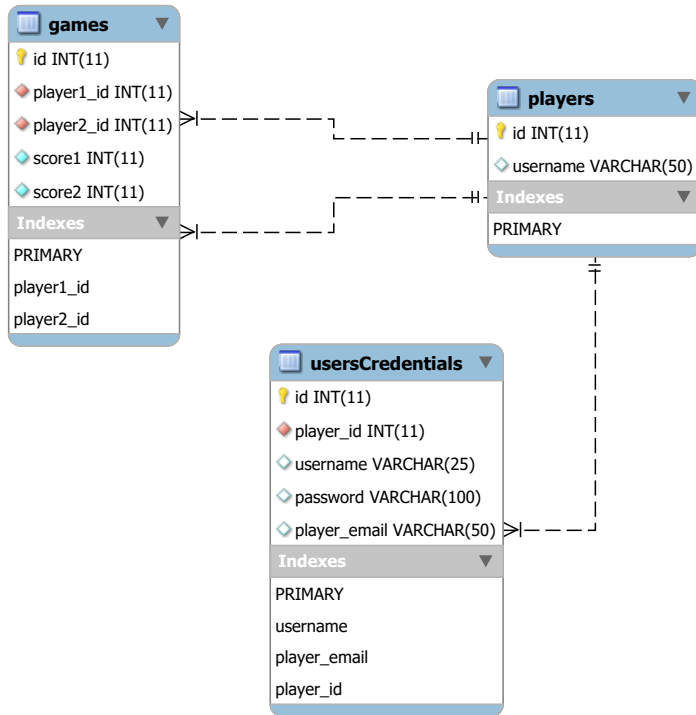 games
id INT(11)
player1_id INT(11)
player2_id INT(11)
score1 INT(11)
score2 INT(11)
Indexes
PRIMARY
player1_id
player2_id
players
id INT(11)
username VARCHAR(50)
Indexes
PRIMARY
usersCredentials
id INT(11)
player_id INT(11)
username VARCHAR(25)
password VARCHAR(100)
player_email VARCHAR(50)
Indexes
PRIMARY
username
player_email
player_id